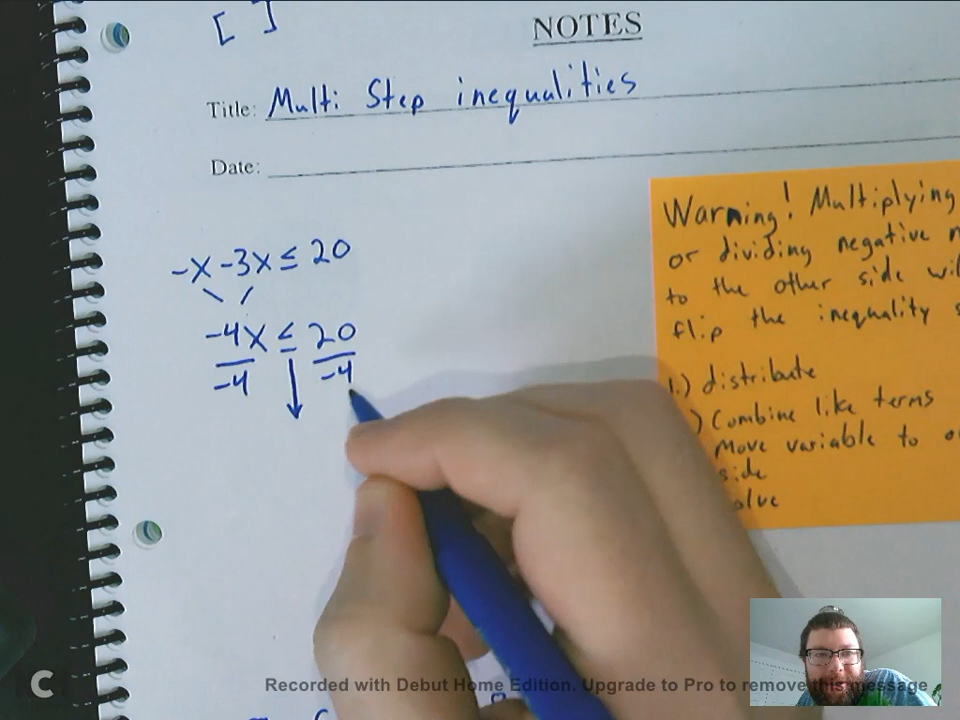 [ ]
NOTES
Title: Multi Step inequalities
Date:
-x -3x ≤ 20
-4x ≤ 20
-4 -4
Warning! Multiplying
or dividing negative
to the other side
flip the inequality
1.) distribute
) Combine like terms
Move variable to
side
C
Recorded with Debut Home Edition. Upgrade to Pro to remove this message